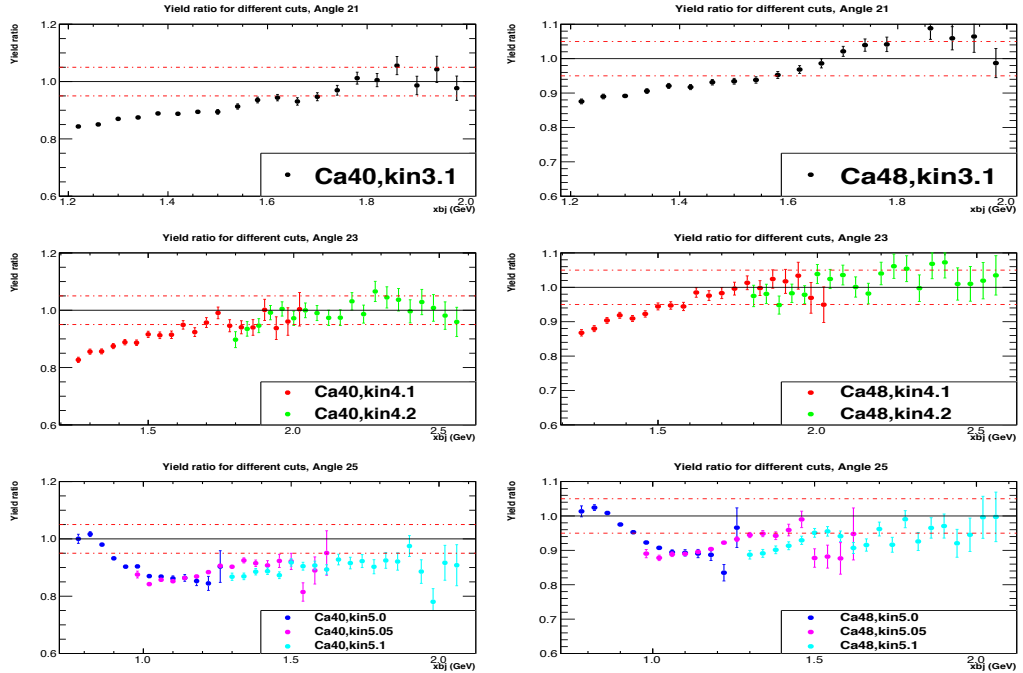 Yield ratio for different cuts, Angle 21
Yield ratio
1.2
1.0
0.8
0.6
1.2
1.4
1.6
1.8
2.0
xbj (GeV)
Ca40,kin3.1
Yield ratio for different cuts, Angle 21
Yield ratio
1.1
1.0
0.9
0.8
0.7
0.6
1.2
1.4
1.6
1.8
2.0
xbj (GeV)
Ca48,kin3.1
Yield ratio for different cuts, Angle 23
Yield ratio
1.2
1.0
0.8
0.6
1.5
2.0
2.5
xbj (GeV)
Ca40,kin4.1
Ca40,kin4.2
Yield ratio for different cuts, Angle 23
Yield ratio
1.1
1.0
0.9
0.8
0.7
0.6
1.5
2.0
2.5
xbj (GeV)
Ca48,kin4.1
Ca48,kin4.2
Yield ratio for different cuts, Angle 25
Yield ratio
1.2
1.0
0.8
0.6
1.0
1.5
2.0
xbj (GeV)
Ca40,kin5.0
Ca40,kin5.05
Ca40,kin5.1
Yield ratio for different cuts, Angle 25
Yield ratio
1.1
1.0
0.9
0.8
0.7
0.6
1.0
1.5
2.0
xbj (GeV)
Ca48,kin5.0
Ca48,kin5.05
Ca48,kin5.1